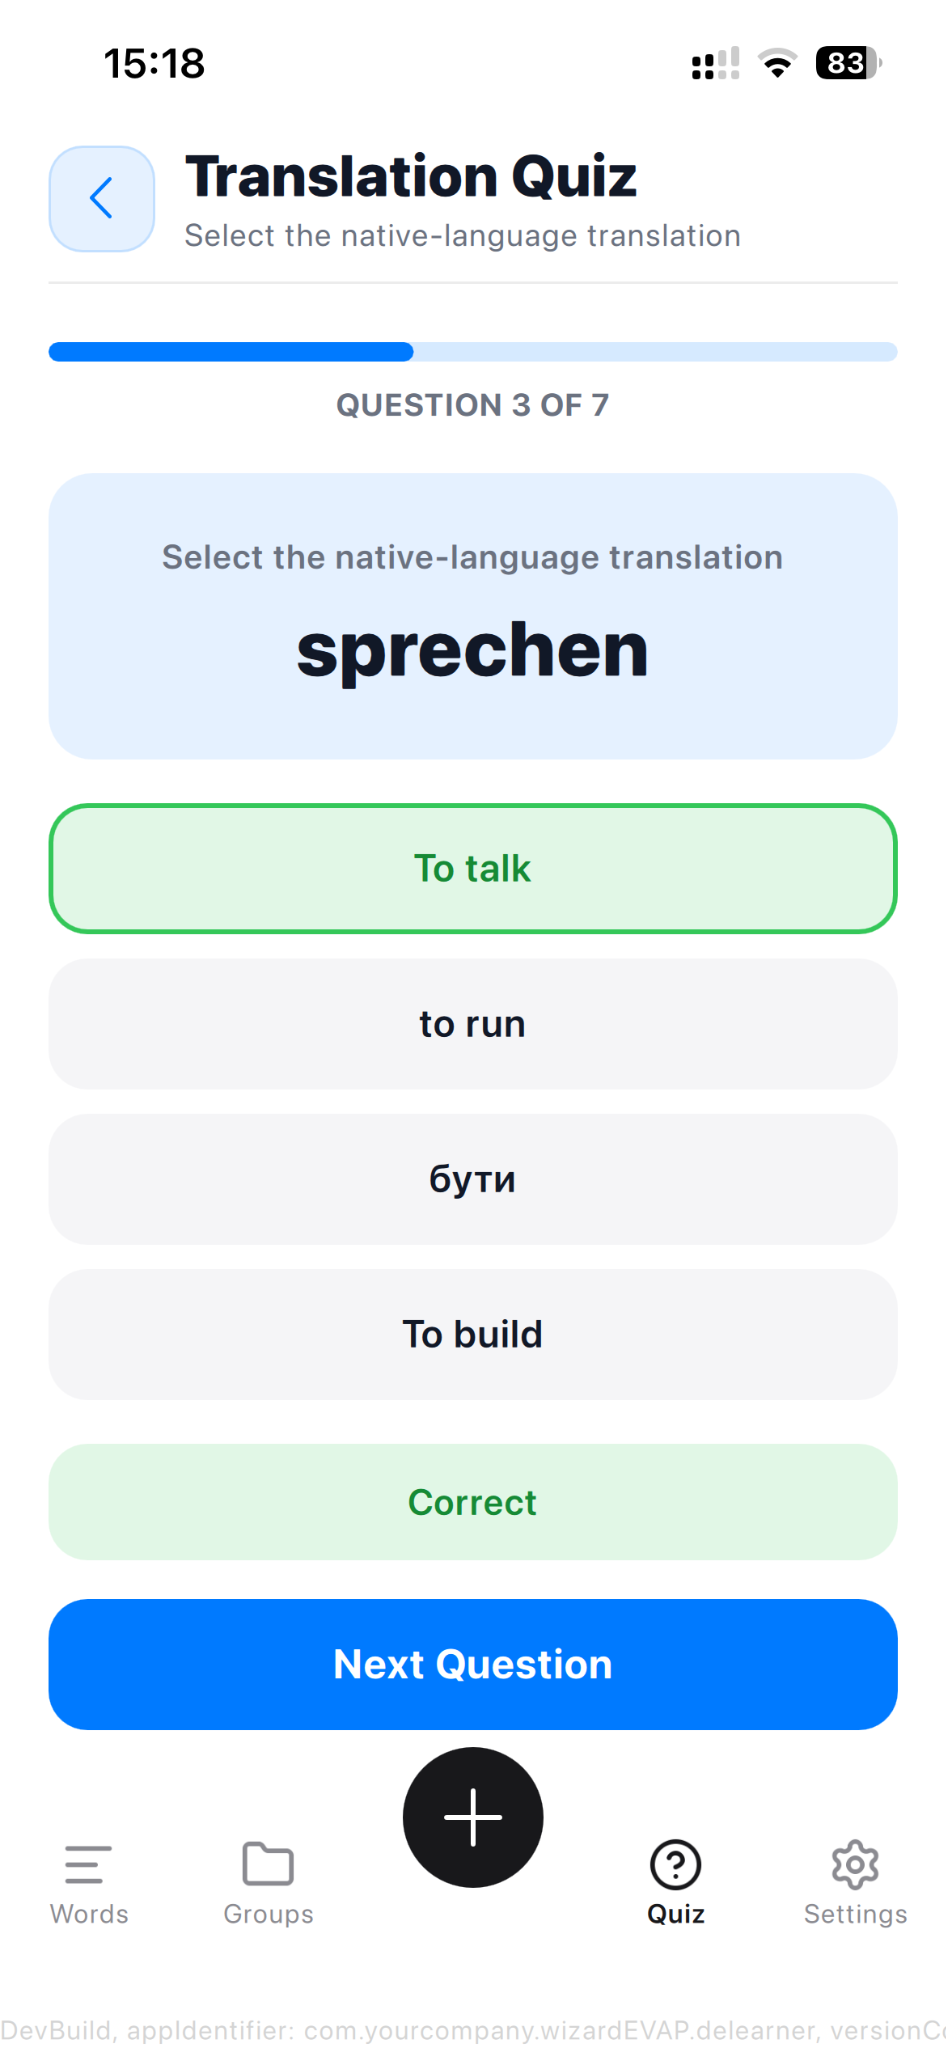 15:18
83
Translation Quiz
Select the native-language translation
QUESTION 3 OF 7
Select the native-language translation
sprechen
To talk
to run
бути
To build
Correct
Next Question
Words
Groups
Quiz
Settings
DevBuild, appIdentifier: com.yourcompany.wizardEVAP.delearner, versionCo